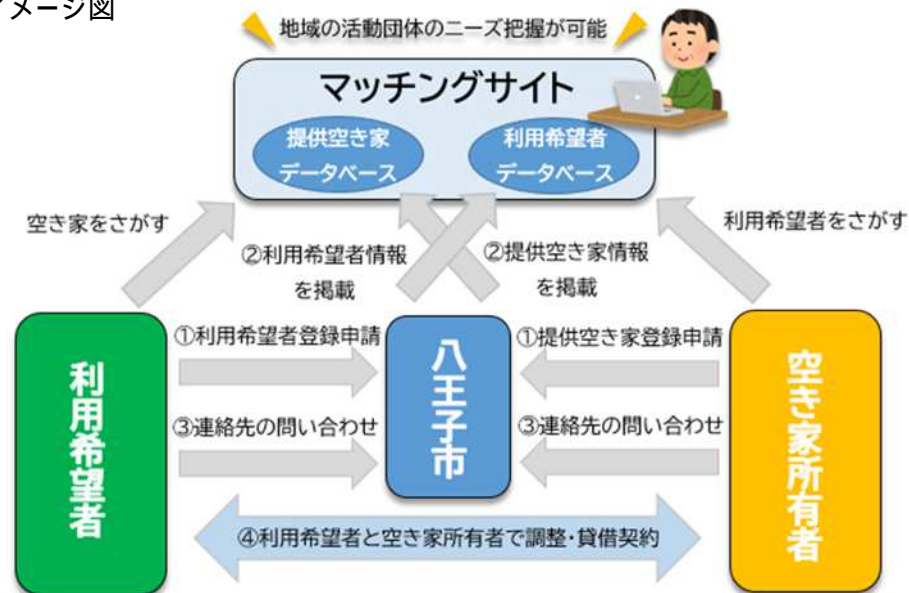 イメージ図
地域の活動団体のニーズ把握が可能
マッチングサイト
提供空き家
データベース
利用希望者
データベース
空き家をさがす
利用希望者をさがす
②利用希望者情報
を掲載
②提供空き家情報
を掲載
利用希望者
①利用希望者登録申請
八王子市
①提供空き家登録申請
空き家所有者
③連絡先の問い合わせ
③連絡先の問い合わせ
④利用希望者と空き家所有者で調整・貸借契約